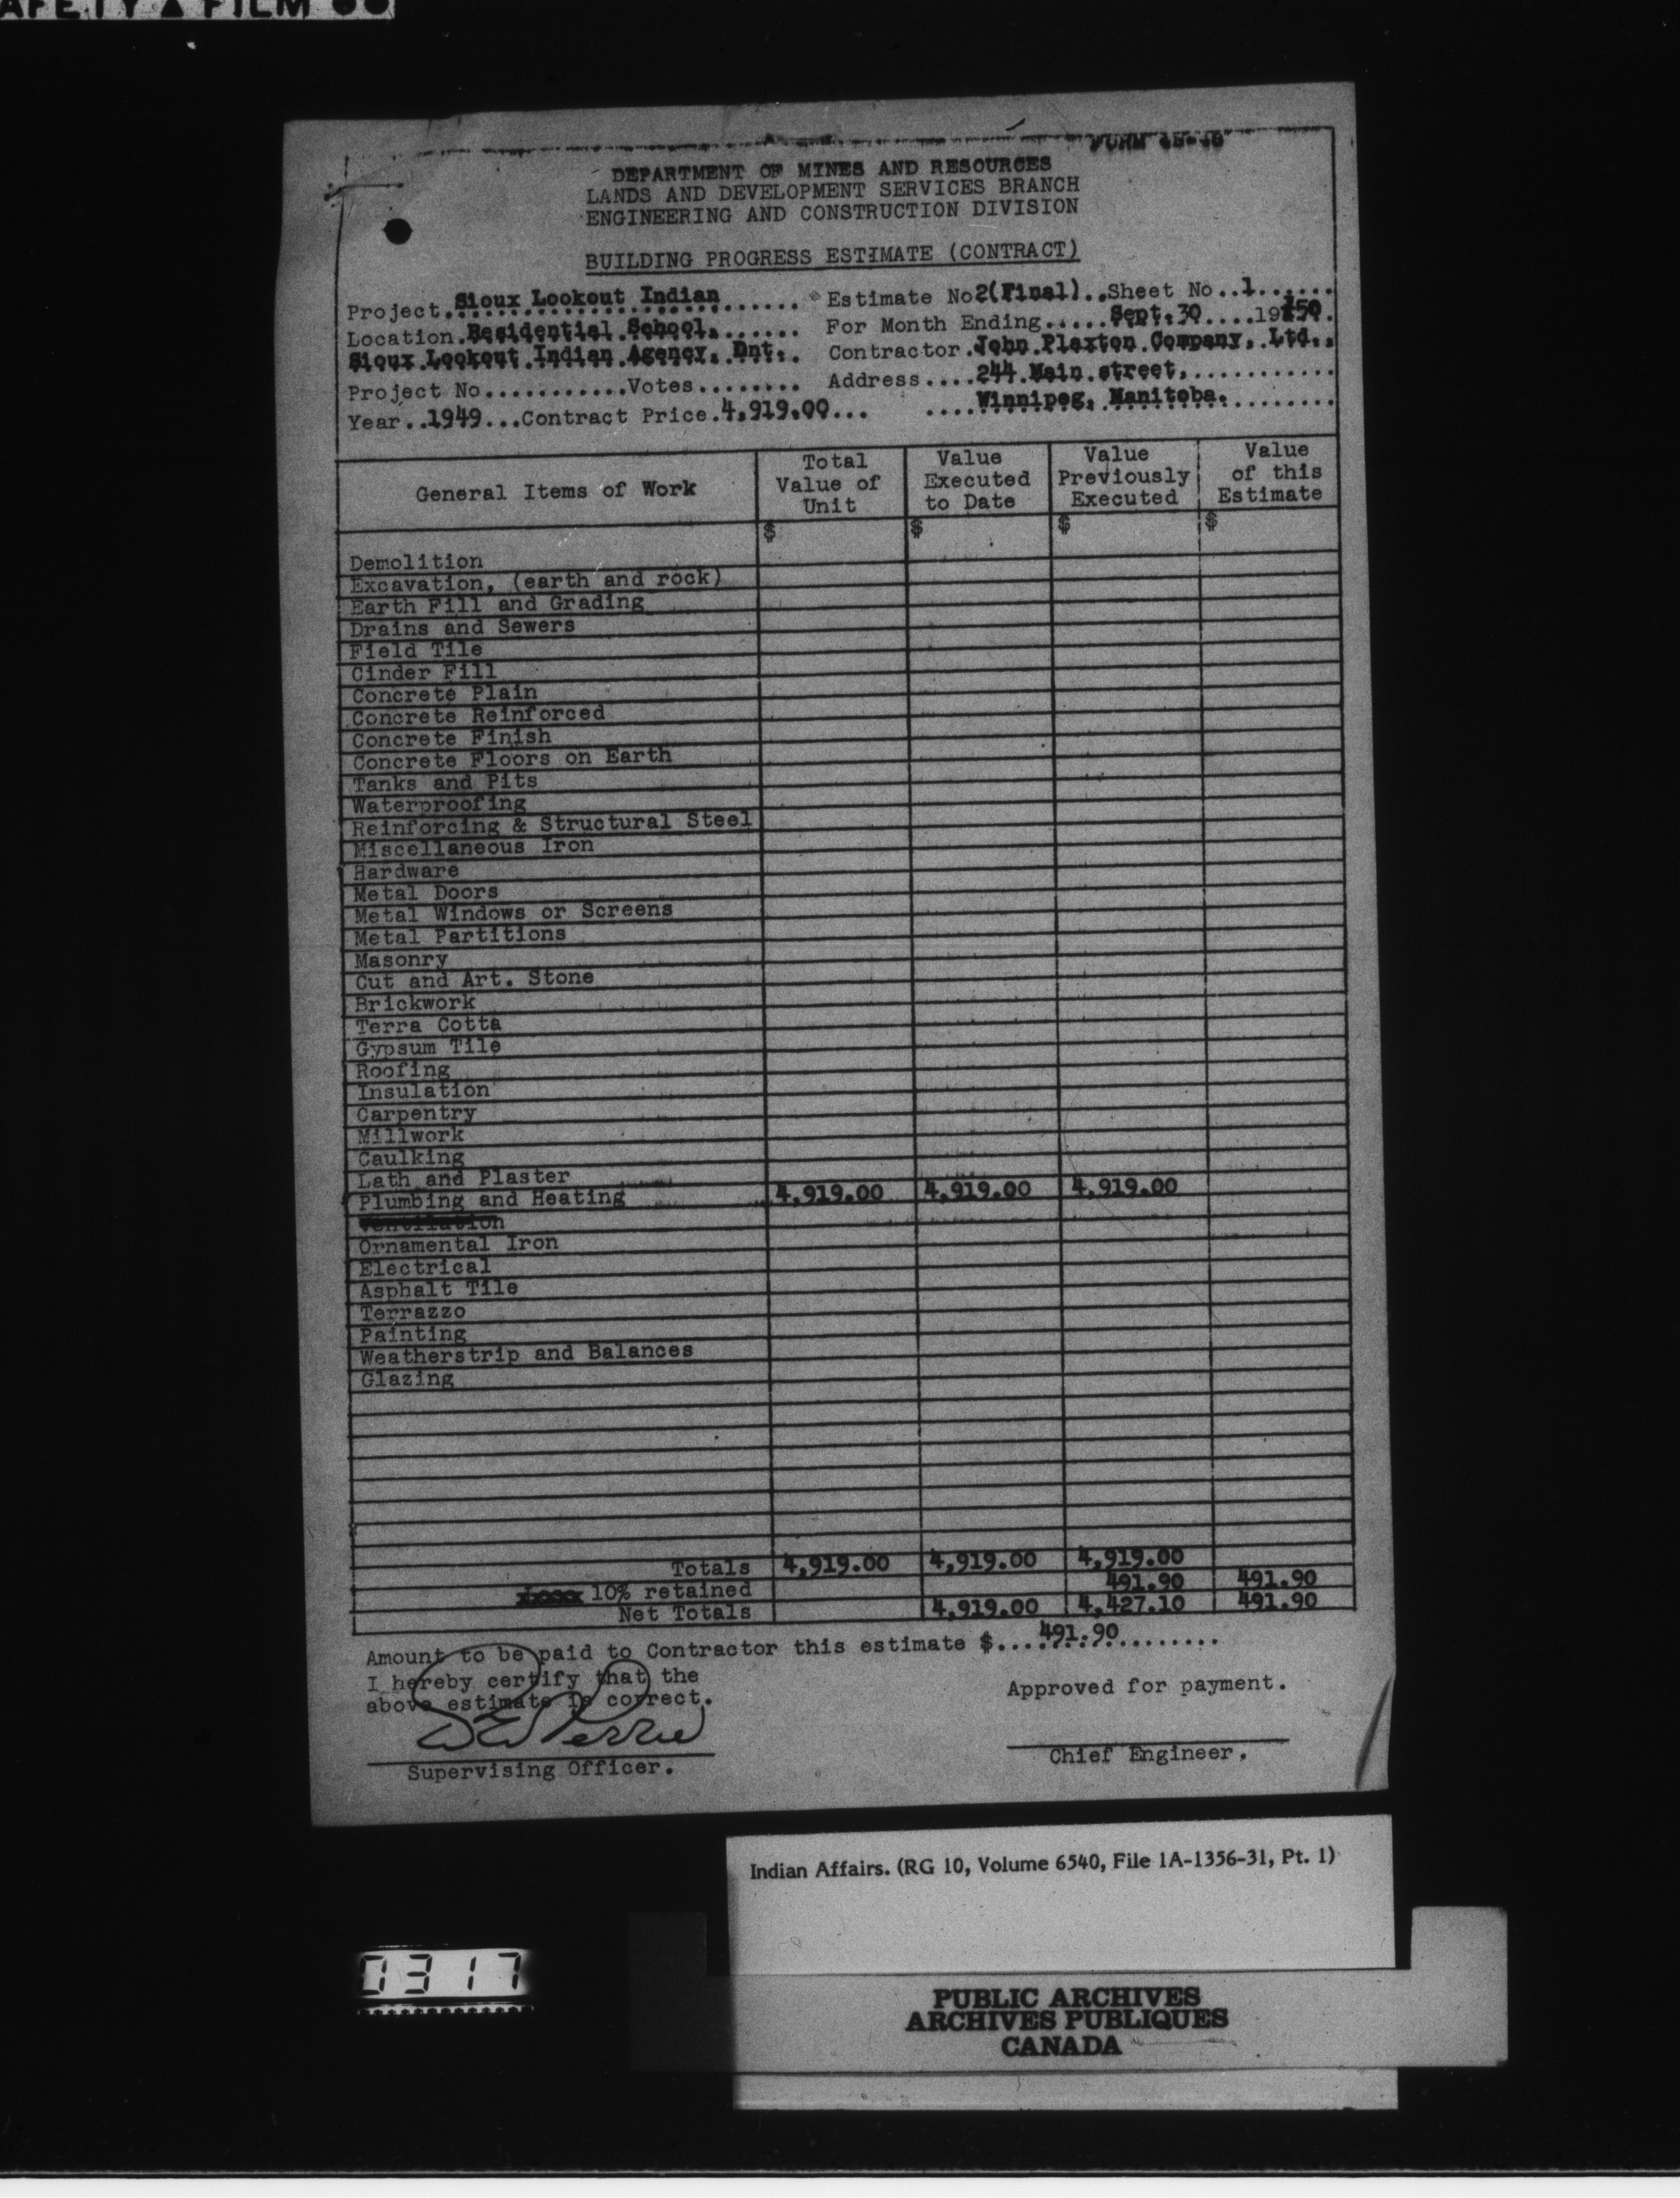 AFETY ▲ FILM ●●
FORM
DEPARTMENT OF MINES AND RESOURCES
LANDS AND DEVELOPMENT SERVICES BRANCH
ENGINEERING AND CONSTRUCTION DIVISION
BUILDING PROGRESS ESTIMATE (CONTRACT)
Project.Sioux Lookout Indian...... Estimate No2(Final)..Sheet No..1......
Location.Residential School....... For Month Ending.....Sept.30....1950.
Sioux Lookout Indian Agency, Ont.. Contractor.John Plaxton Company, Ltd..
Project No...........Votes........ Address....244 Main street,............
Year..1949...Contract Price.4,919.00... ....Winnipeg, Manitoba..........
General Items of Work Total Value of Unit Value Executed to Date Value Previously Executed Value of this Estimate
$ $ $ $
Demolition
Excavation, (earth and rock)
Earth Fill and Grading
Drains and Sewers
Field Tile
Cinder Fill
Concrete Plain
Concrete Reinforced
Concrete Finish
Concrete Floors on Earth
Tanks and Pits
Waterproofing
Reinforcing & Structural Steel
Miscellaneous Iron
Hardware
Metal Doors
Metal Windows or Screens
Metal Partitions
Masonry
Cut and Art. Stone
Brickwork
Terra Cotta
Gypsum Tile
Roofing
Insulation
Carpentry
Millwork
Caulking
Lath and Plaster
Plumbing and Heating 4,919.00 4,919.00 4,919.00
Ventilation
Ornamental Iron
Electrical
Asphalt Tile
Terrazzo
Painting
Weatherstrip and Balances
Glazing
Totals 4,919.00 4,919.00 4,919.00
Less 10% retained 491.90 491.90
Net Totals 4,919.00 4,427.10 491.90
Amount to be paid to Contractor this estimate $....491.90..............
I hereby certify that the
above estimate is correct.
Approved for payment.
Supervising Officer.
Chief Engineer.
Indian Affairs. (RG 10, Volume 6540, File 1A-1356-31, Pt. 1)
0317
PUBLIC ARCHIVES
ARCHIVES PUBLIQUES
CANADA